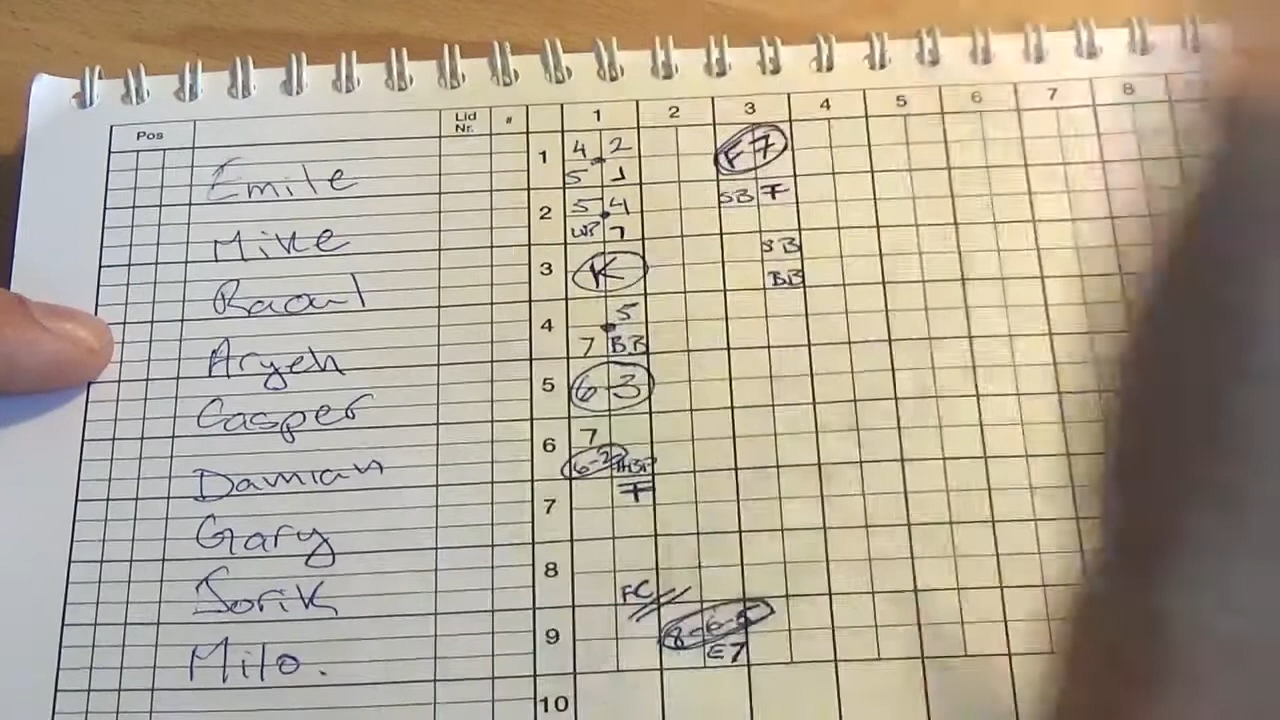 Pos Lid Nr. # 1 2 3 4 5 6 7 8
Emile 1 4 2 F7
5 1
Mike 2 5 4 SB F
WP 7
Raoul 3 K SB
BB
Aryeh 4 5
7 BB
Casper 5 6-3
Damian 6 7
6-2
Gary 7 F
Jorik 8 FC
Milo. 9 8-6-5
E7
10